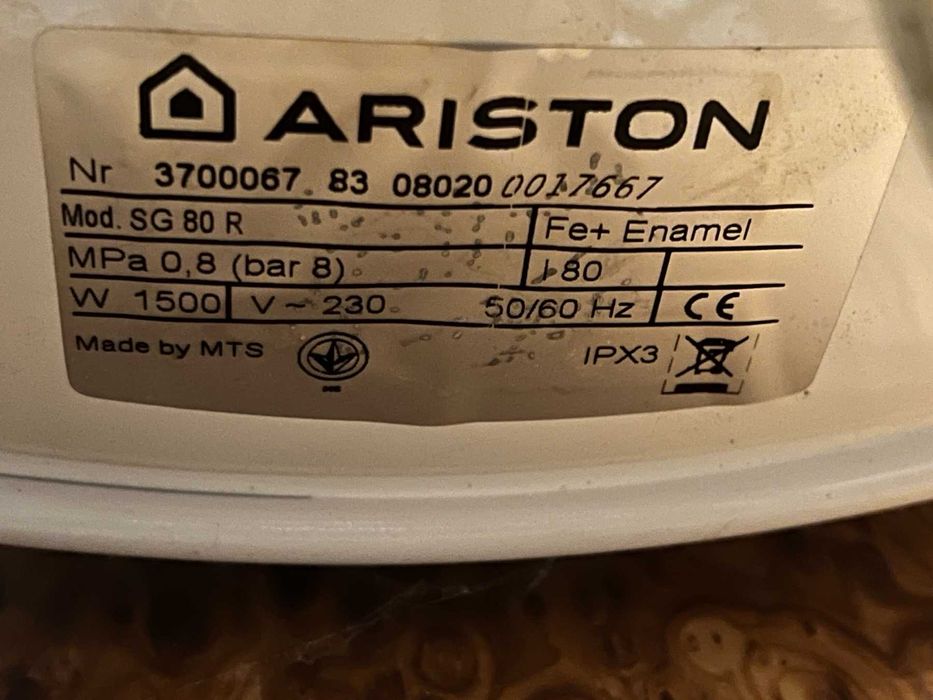 ARISTON
Nr 3700067 83 08020 0017667
Mod. SG 80 R Fe+ Enamel
MPa 0,8 (bar 8) l 80
W 1500 V ~ 230 50/60 Hz CE
Made by MTS IPX3